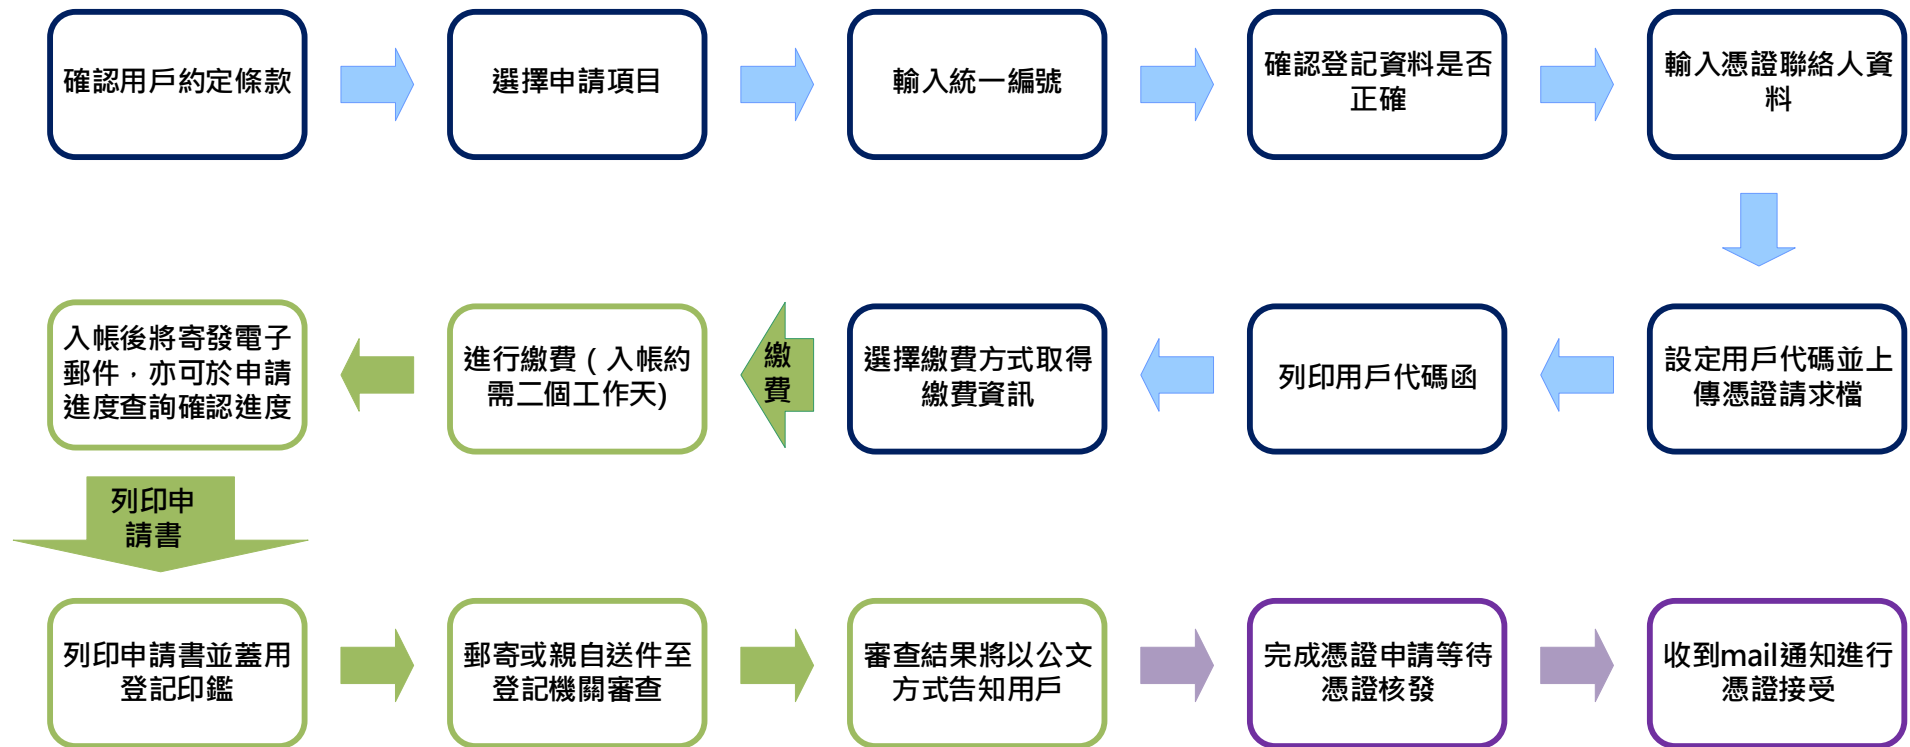 確認用戶約定條款
選擇申請項目
輸入統一編號
確認登記資料是否
正確
輸入憑證聯絡人資
料
設定用戶代碼並上
傳憑證請求檔
列印用戶代碼函
選擇繳費方式取得
繳費資訊
繳
費
進行繳費（入帳約
需二個工作天)
入帳後將寄發電子
郵件，亦可於申請
進度查詢確認進度
列印申
請書
列印申請書並蓋用
登記印鑑
郵寄或親自送件至
登記機關審查
審查結果將以公文
方式告知用戶
完成憑證申請等待
憑證核發
收到mail通知進行
憑證接受